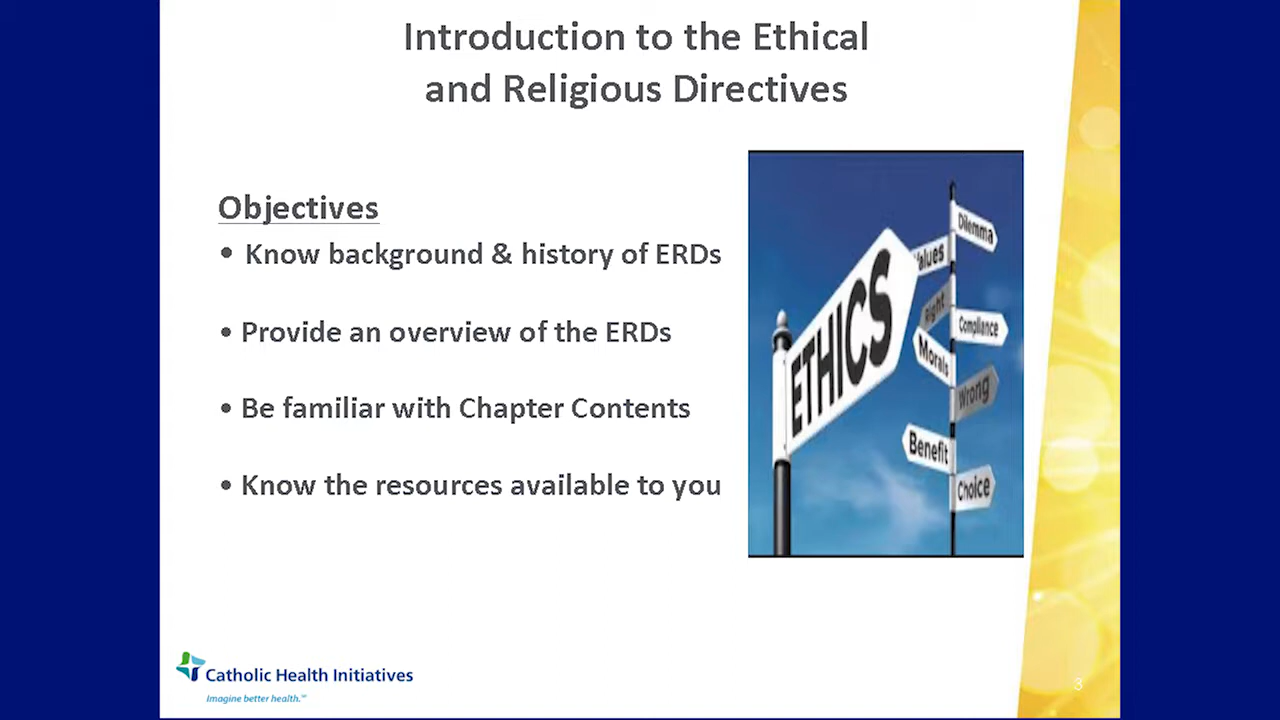 Introduction to the Ethical
and Religious Directives
Objectives
• Know background & history of ERDs
• Provide an overview of the ERDs
• Be familiar with Chapter Contents
• Know the resources available to you
ETHICS
Dilemma
alues
Right
Compliance
Morals
Wrong
Benefit
Choice
Catholic Health Initiatives
Imagine better health.℠
3